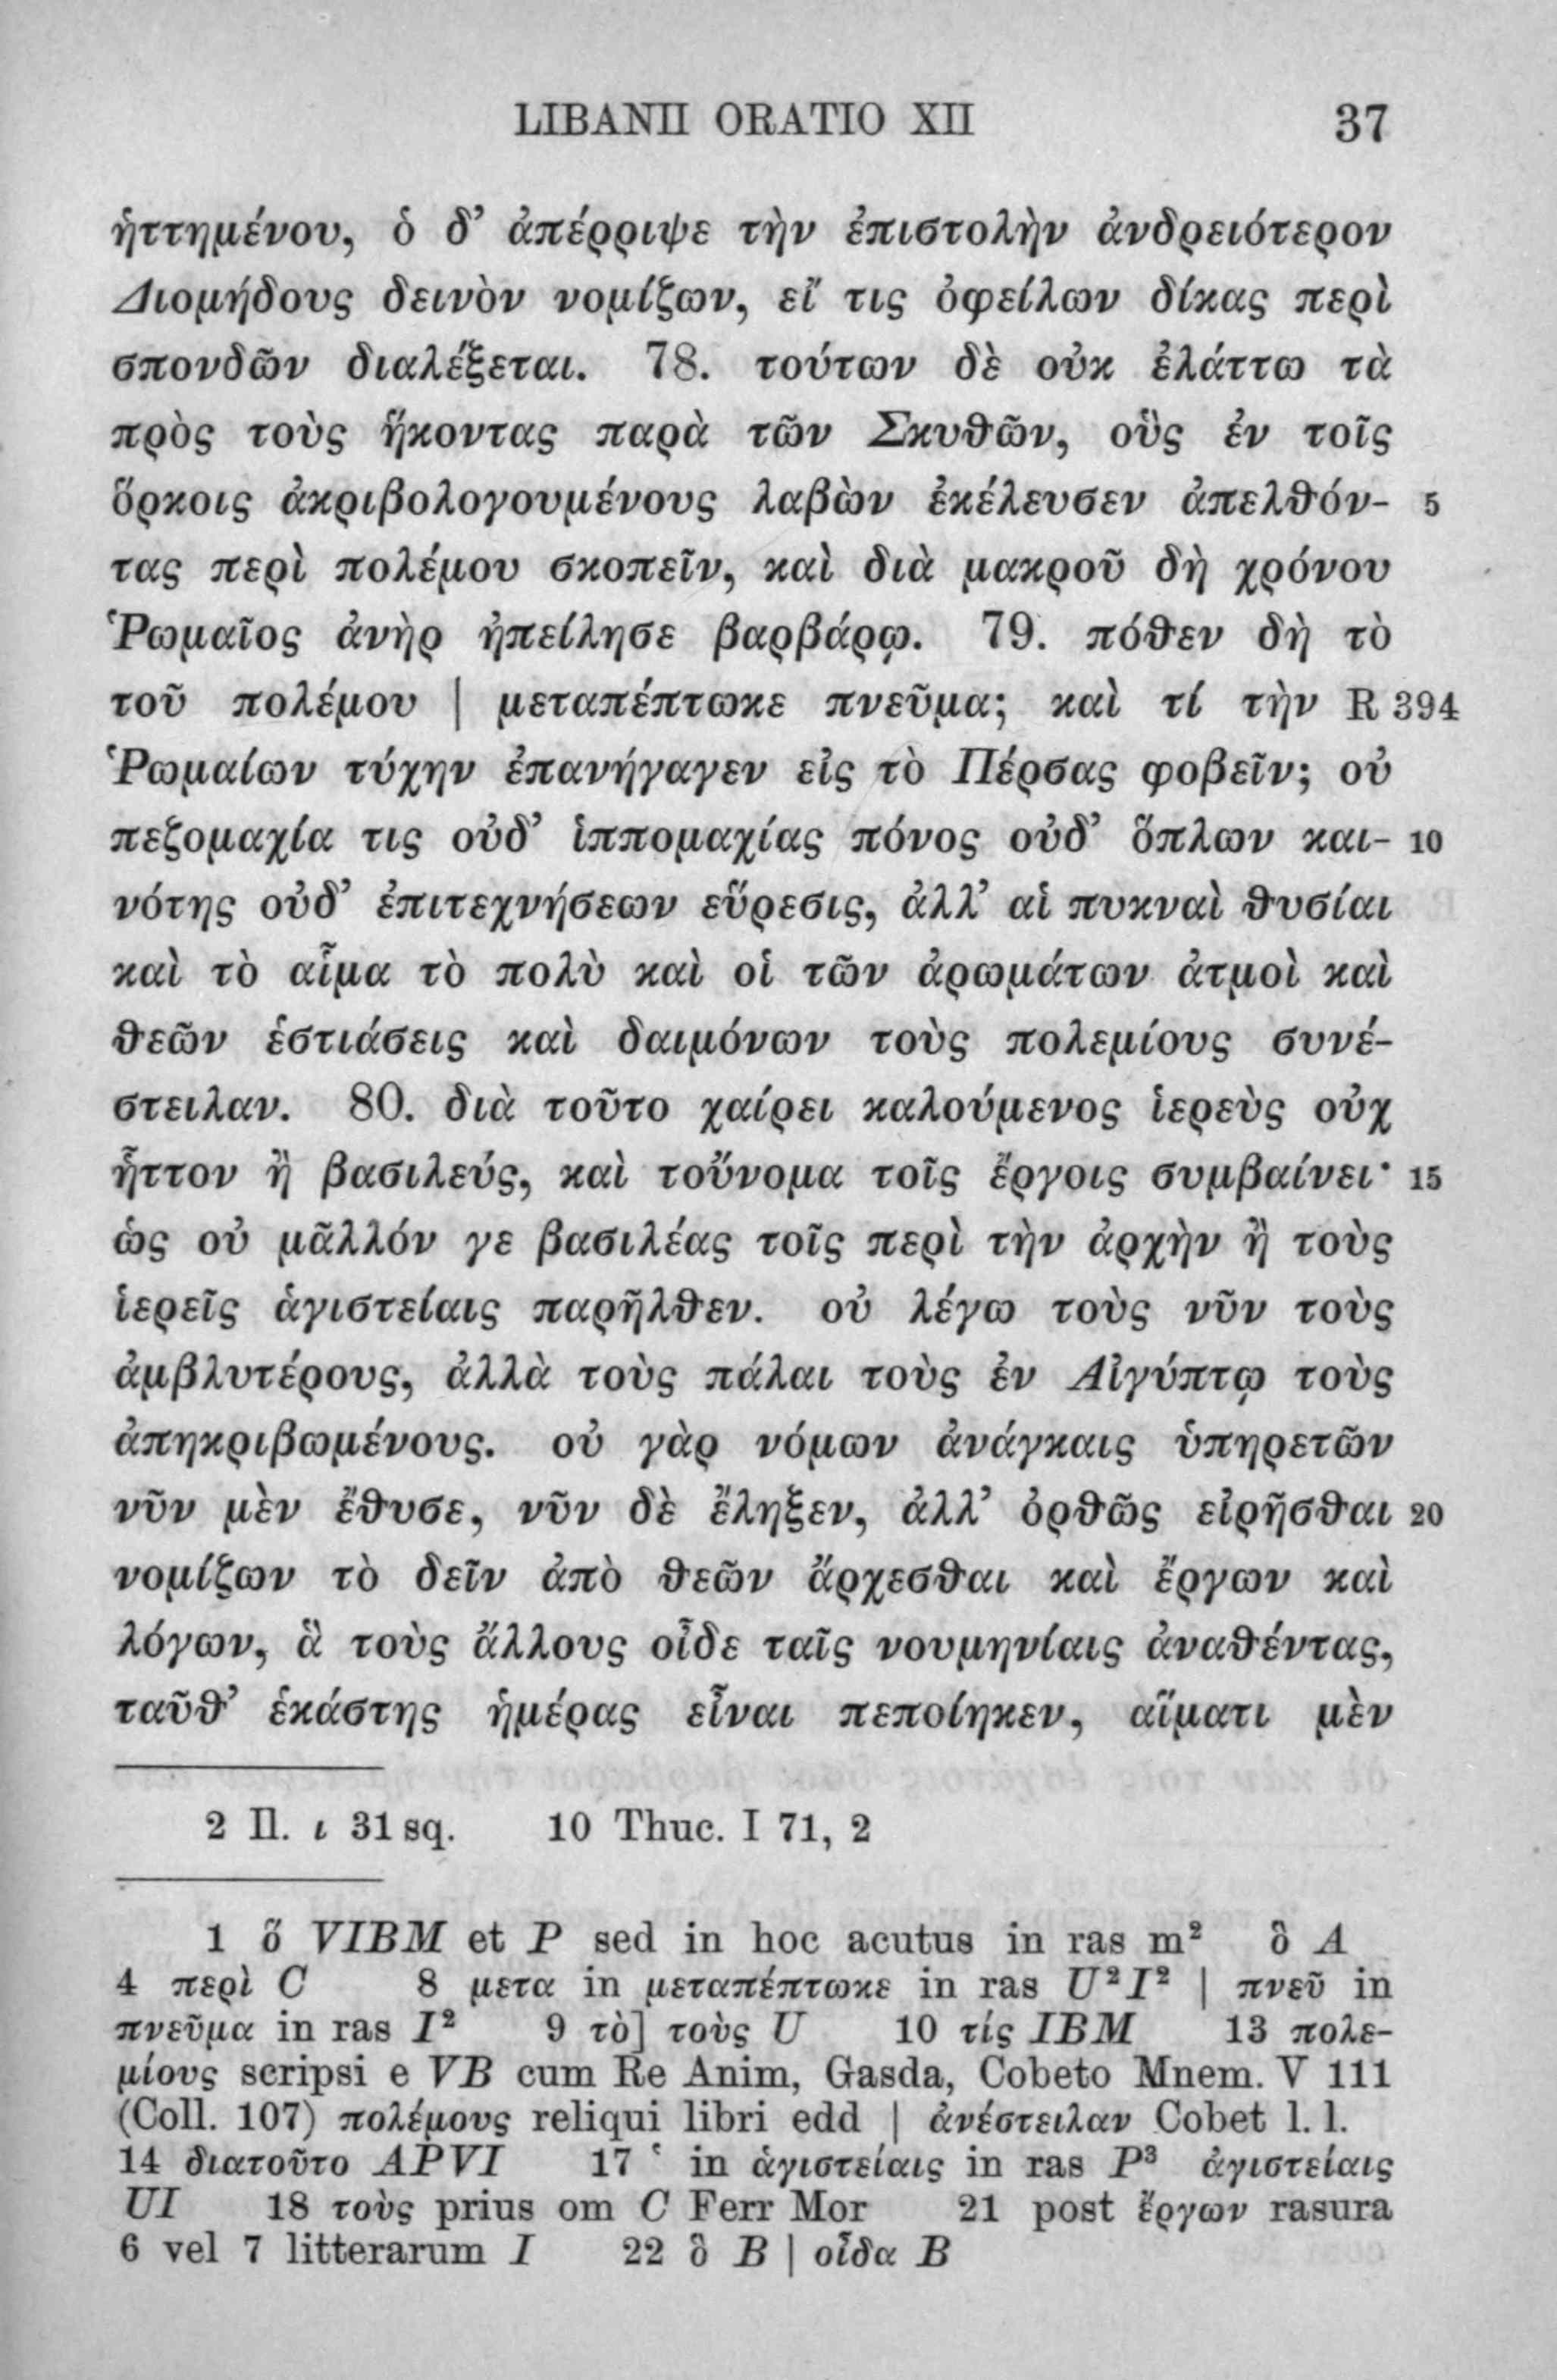 LIBANII ORATIO XII 37
ἡττημένου, ὁ δ’ ἀπέρριψε τὴν ἐπιστολὴν ἀνδρειότερον
Διομήδους δεινὸν νομίζων, εἴ τις ὀφείλων δίκας περὶ
σπονδῶν διαλέξεται. 78. τούτων δὲ οὐκ ἐλάττω τὰ
πρὸς τοὺς ἥκοντας παρὰ τῶν Σκυθῶν, οὓς ἐν τοῖς
ὅρκοις ἀκριβολογουμένους λαβὼν ἐκέλευσεν ἀπελθόν- 5
τας περὶ πολέμου σκοπεῖν, καὶ διὰ μακροῦ δὴ χρόνου
Ῥωμαῖος ἀνὴρ ἠπείλησε βαρβάρῳ. 79. πόθεν δὴ τὸ
τοῦ πολέμου | μεταπέπτωκε πνεῦμα; καὶ τί τὴν R 394
Ῥωμαίων τύχην ἐπανήγαγεν εἰς τὸ Πέρσας φοβεῖν; οὐ
πεζομαχία τις οὐδ’ ἱππομαχίας πόνος οὐδ’ ὅπλων και- 10
νότης οὐδ’ ἐπιτεχνήσεων εὕρεσις, ἀλλ’ αἱ πυκναὶ θυσίαι
καὶ τὸ αἷμα τὸ πολὺ καὶ οἱ τῶν ἀρωμάτων ἀτμοὶ καὶ
θεῶν ἑστιάσεις καὶ δαιμόνων τοὺς πολεμίους συνέ-
στειλαν. 80. διὰ τοῦτο χαίρει καλούμενος ἱερεὺς οὐχ
ἧττον ἢ βασιλεύς, καὶ τοὔνομα τοῖς ἔργοις συμβαίνει· 15
ὡς οὐ μᾶλλόν γε βασιλέας τοῖς περὶ τὴν ἀρχὴν ἢ τοὺς
ἱερεῖς ἁγιστείαις παρῆλθεν. οὐ λέγω τοὺς νῦν τοὺς
ἀμβλυτέρους, ἀλλὰ τοὺς πάλαι τοὺς ἐν Αἰγύπτῳ τοὺς
ἀπηκριβωμένους. οὐ γὰρ νόμων ἀνάγκαις ὑπηρετῶν
νῦν μὲν ἔθυσε, νῦν δὲ ἔληξεν, ἀλλ’ ὀρθῶς εἰρῆσθαι 20
νομίζων τὸ δεῖν ἀπὸ θεῶν ἄρχεσθαι καὶ ἔργων καὶ
λόγων, ἃ τοὺς ἄλλους οἶδε ταῖς νουμηνίαις ἀναθέντας,
ταῦθ’ ἑκάστης ἡμέρας εἶναι πεποίηκεν, αἵματι μὲν
2 Il. ι 31 sq. 10 Thuc. I 71, 2
1 ὅ VIBM et P sed in hoc acutus in ras m² ὃ A
4 περὶ C 8 μετα in μεταπέπτωκε in ras U² I² | πνεῦ in
πνεῦμα in ras I² 9 τὸ] τοὺς U 10 τίς IBM 13 πολε-
μίους scripsi e VB cum Re Anim, Gasda, Cobeto Mnem. V 111
(Coll. 107) πολέμους reliqui libri edd | ἀνέστειλαν Cobet l. l.
14 διατοῦτο APVI 17 ῾ in ἁγιστείαις in ras P³ ἀγιστείαις
UI 18 τοὺς prius om C Ferr Mor 21 post ἔργων rasura
6 vel 7 litterarum I 22 ὃ B | οἶδα B